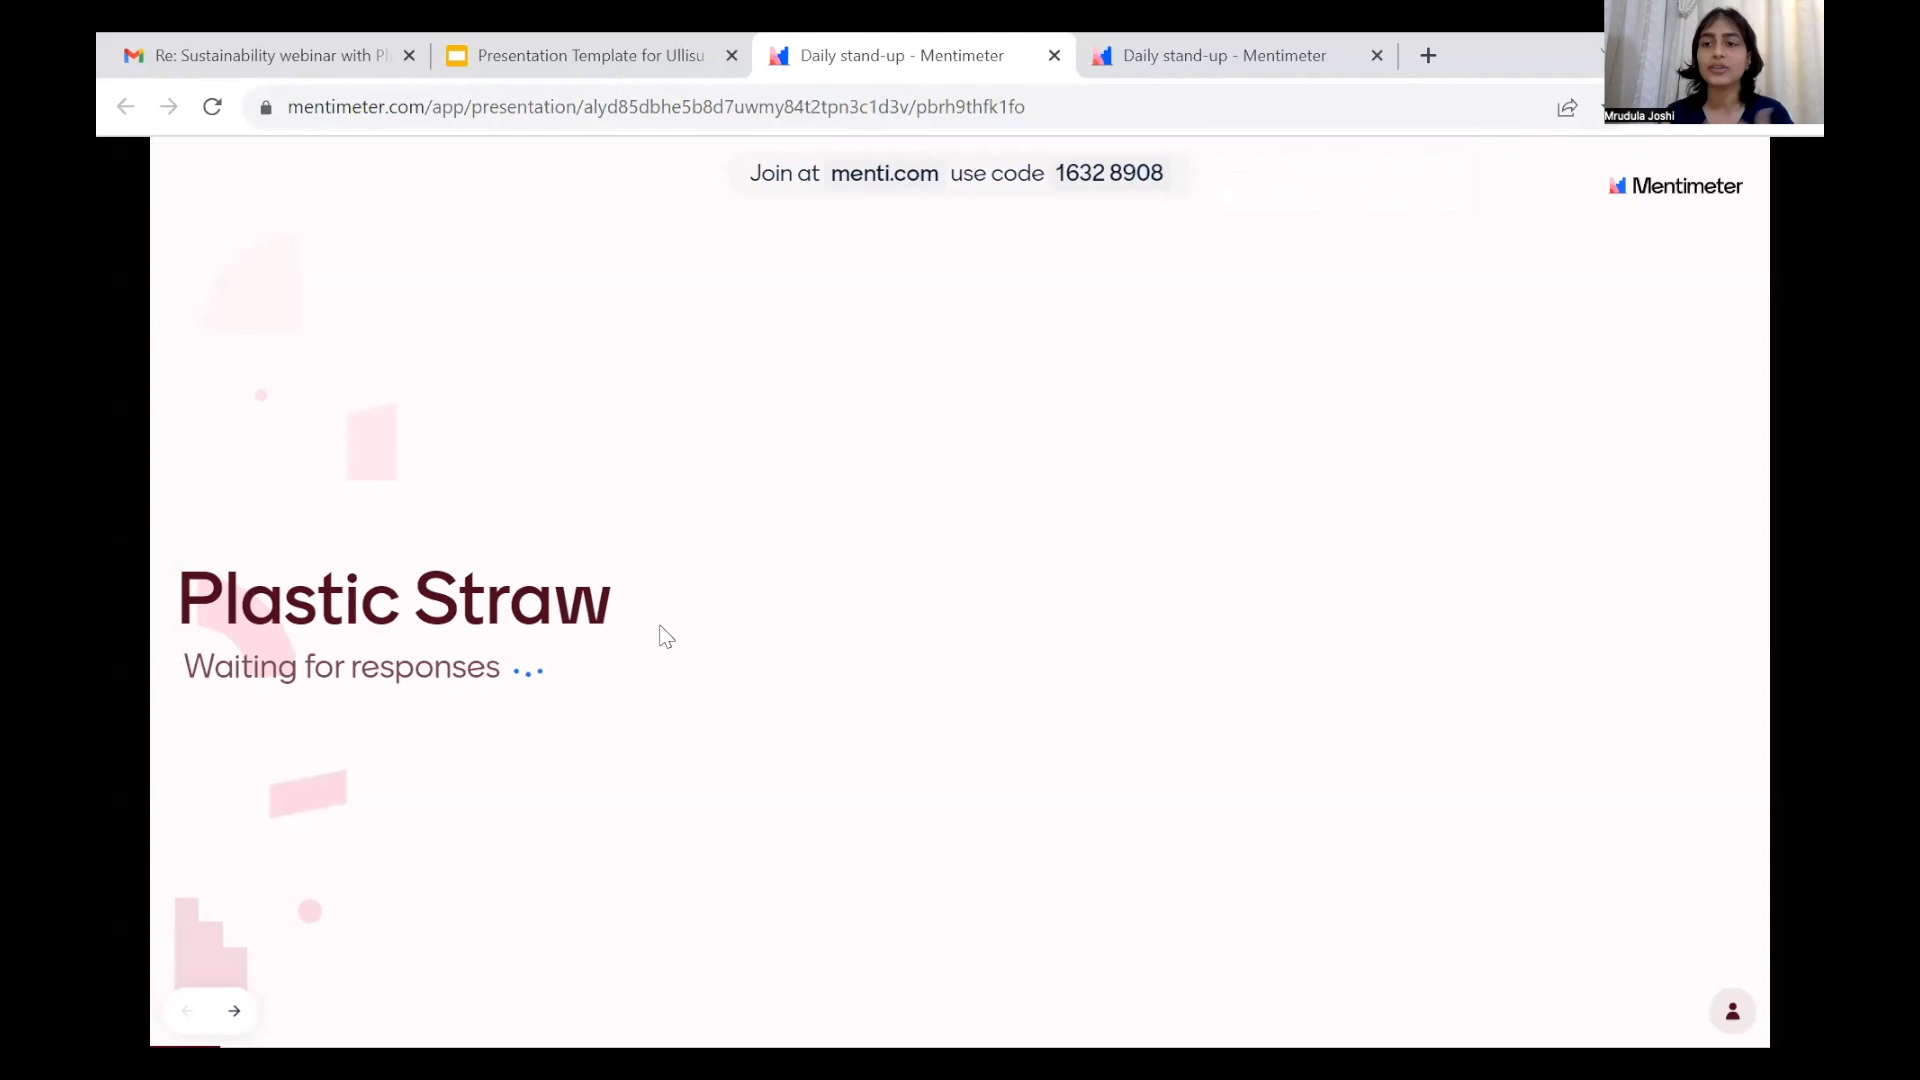 Re: Sustainability webinar with Pl
Presentation Template for Ullisu
Daily stand-up - Mentimeter
Daily stand-up - Mentimeter
mentimeter.com/app/presentation/alyd85dbhe5b8d7uwmy84t2tpn3c1d3v/pbrh9thfk1fo
Mrudula Joshi
Join at menti.com use code 1632 8908
Mentimeter
Plastic Straw
Waiting for responses ...